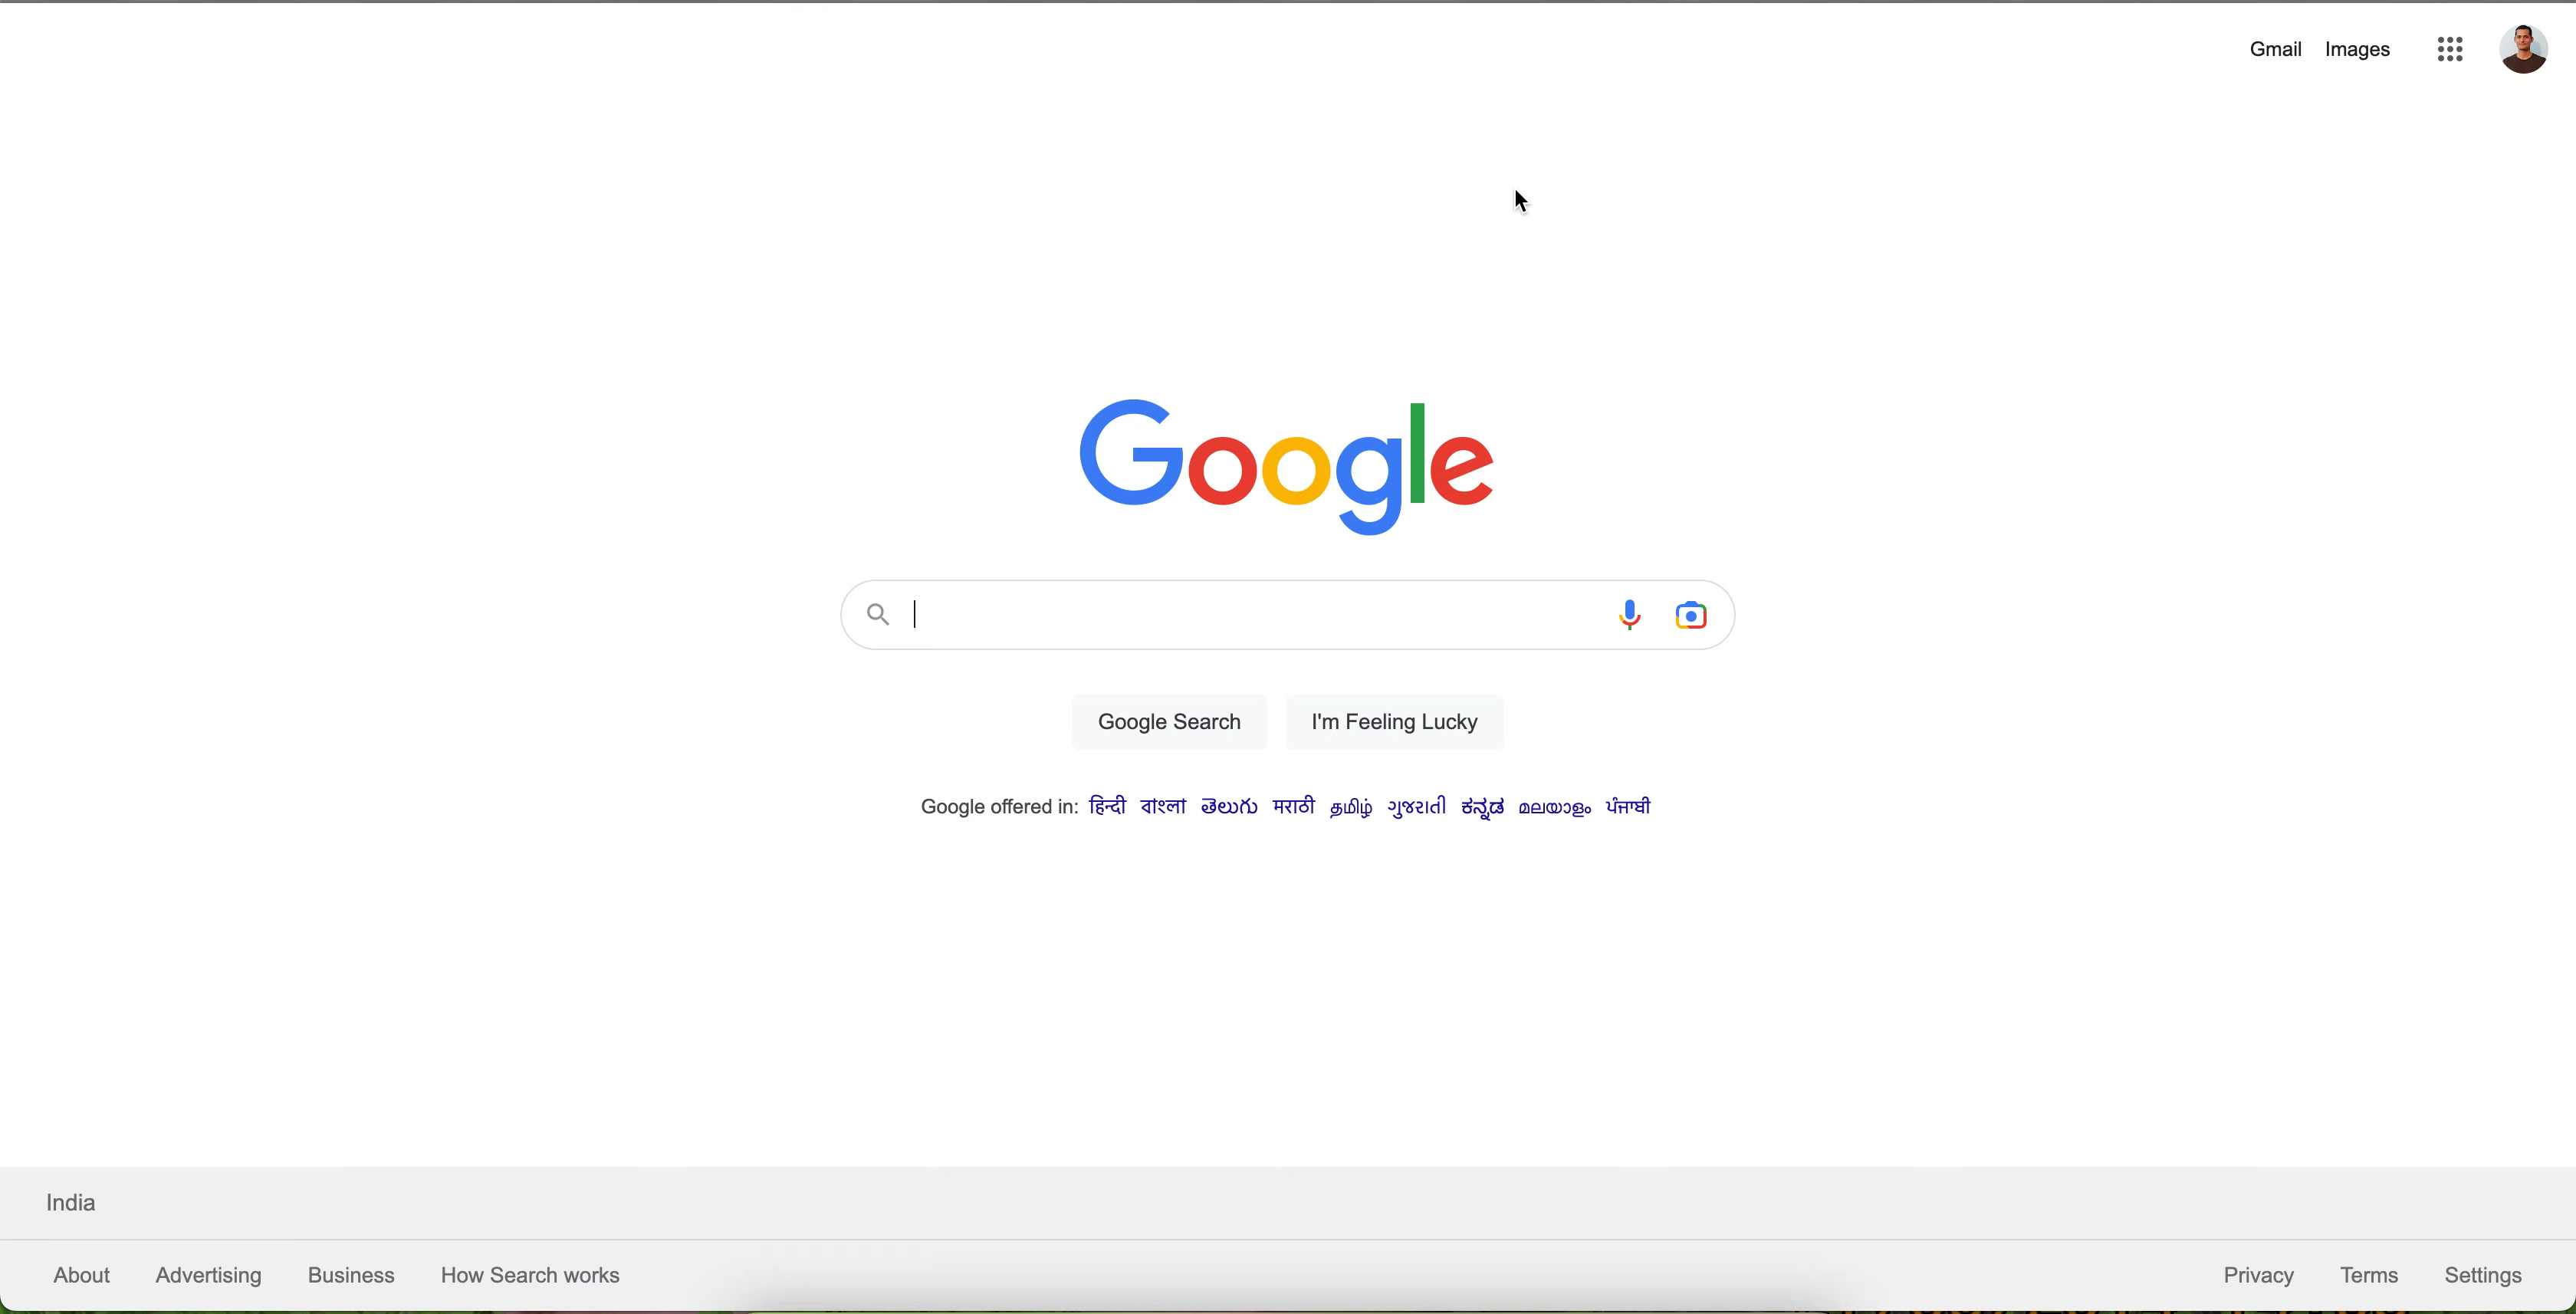 Gmail Images
Google
Google Search I'm Feeling Lucky
Google offered in: हिन्दी বাংলা తెలుగు मराठी தமிழ் ગુજરાતી ಕನ್ನಡ മലയാളം ਪੰਜਾਬੀ
India
About Advertising Business How Search works Privacy Terms Settings